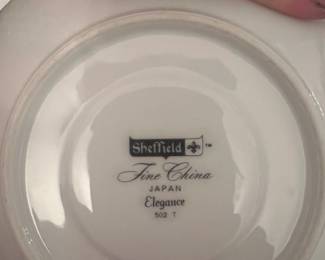 Sheffield ™
Fine China
JAPAN
Elegance
502 T